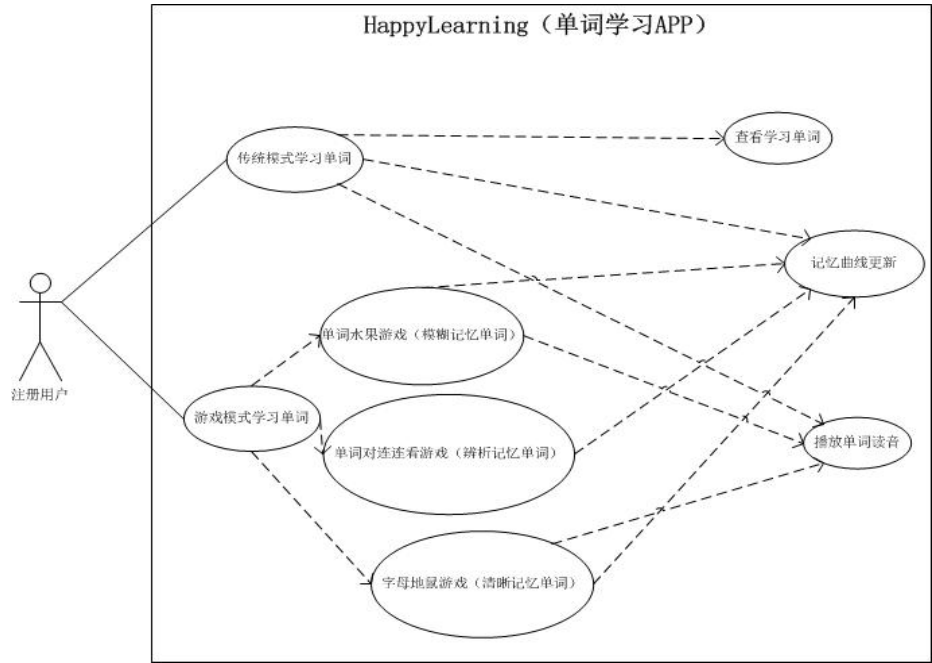 HappyLearning（单词学习APP）
查看学习单词
传统模式学习单词
记忆曲线更新
单词水果游戏（模糊记忆单词）
注册用户
游戏模式学习单词
播放单词读音
单词对连连看游戏（辨析记忆单词）
字母地鼠游戏（清晰记忆单词）